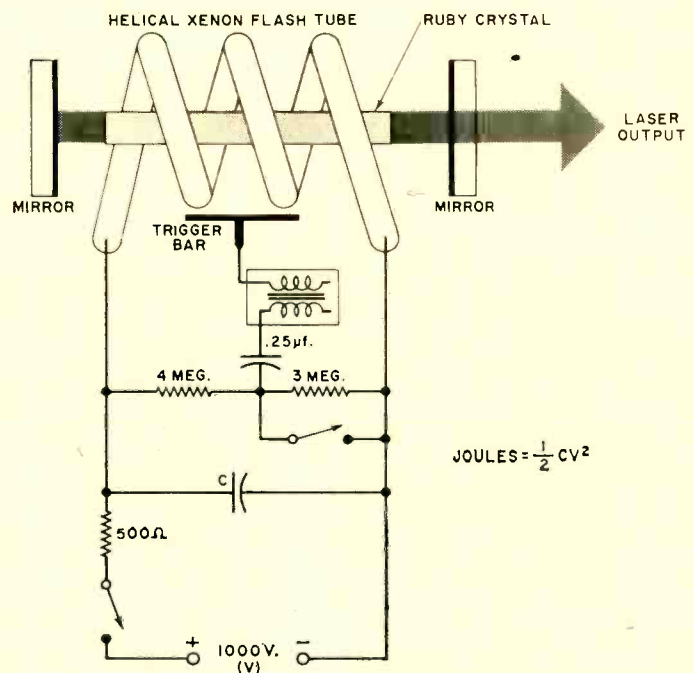 HELICAL XENON FLASH TUBE
RUBY CRYSTAL
LASER
OUTPUT
MIRROR
MIRROR
TRIGGER
BAR
.25µf.
4 MEG.
3 MEG.
JOULES = 1/2 CV²
C
500Ω
+ 1000 V. −
(V)